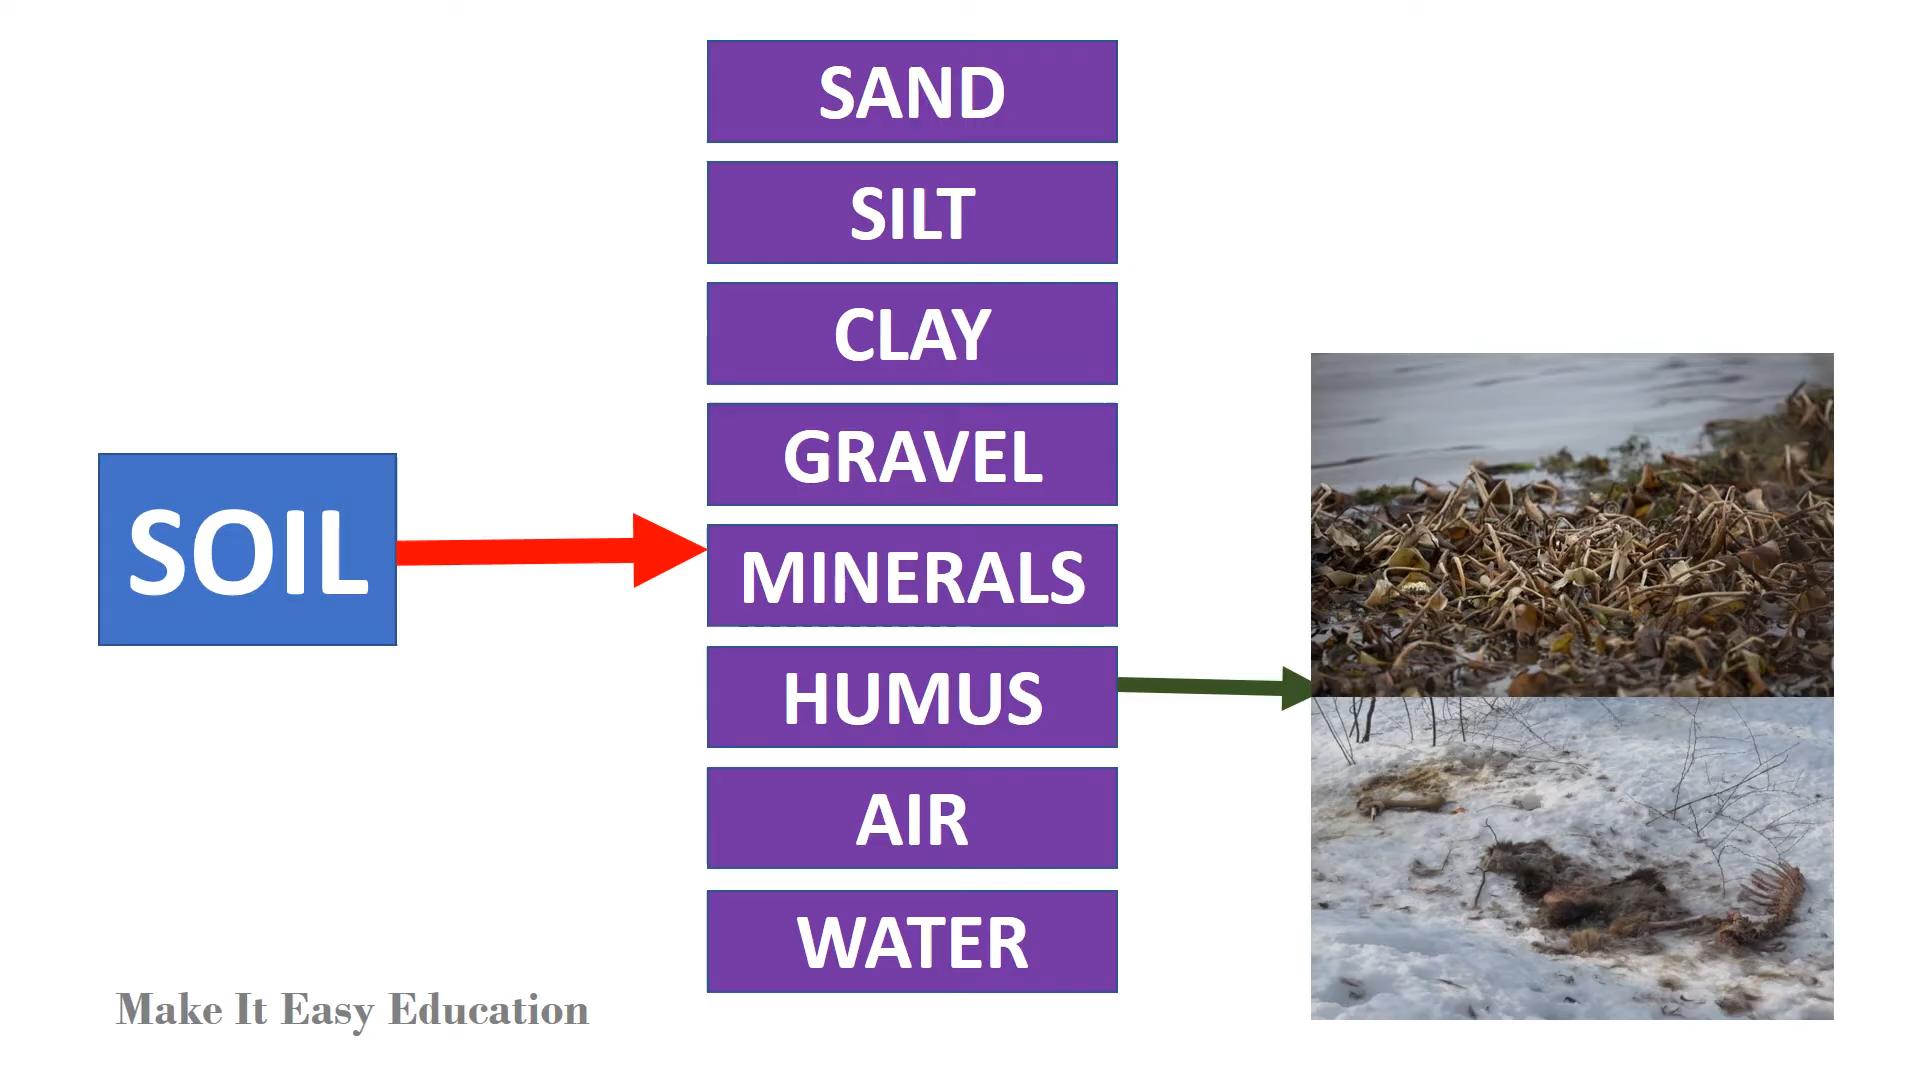 SAND
SILT
CLAY
GRAVEL
SOIL
MINERALS
HUMUS
AIR
WATER
Make It Easy Education